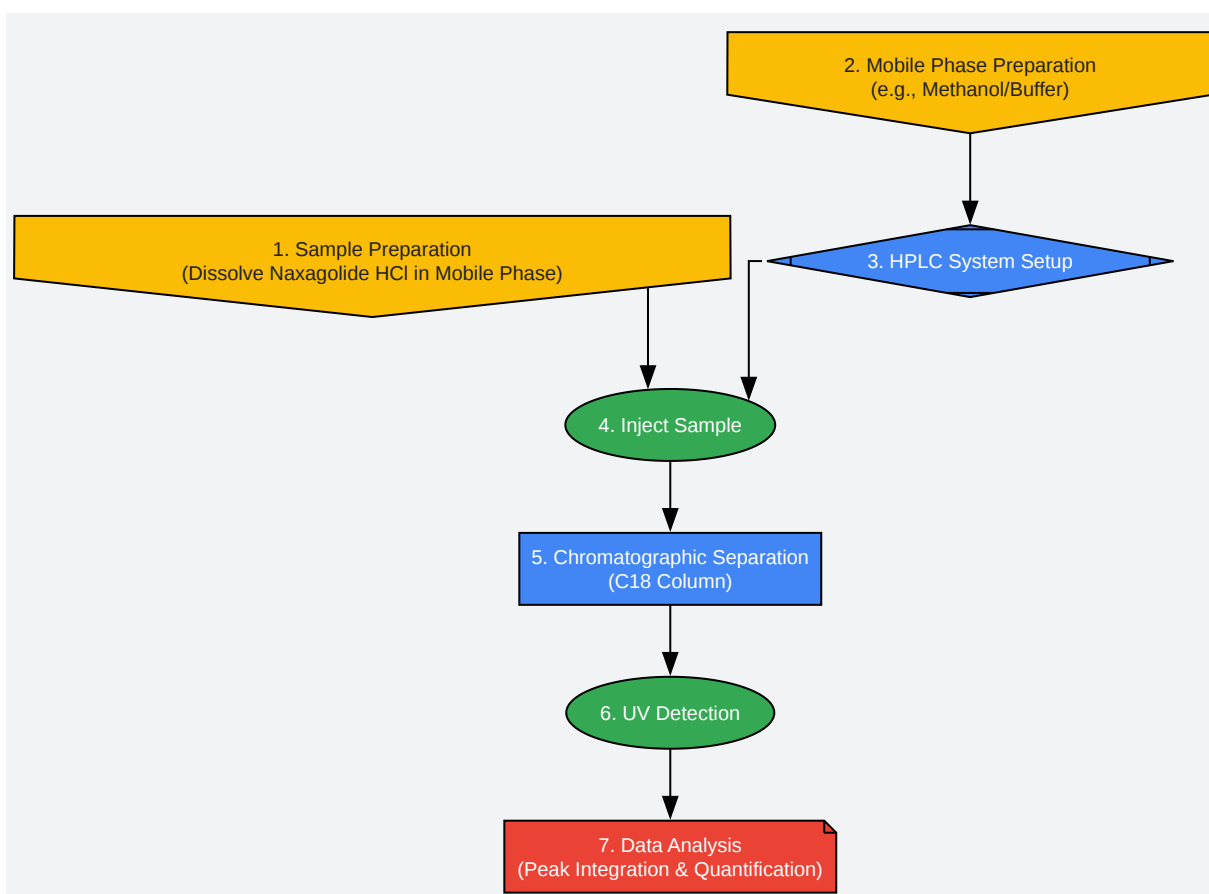 2. Mobile Phase Preparation
(e.g., Methanol/Buffer)
1. Sample Preparation
(Dissolve Naxagolide HCl in Mobile Phase)
3. HPLC System Setup
4. Inject Sample
5. Chromatographic Separation
(C18 Column)
6. UV Detection
7. Data Analysis
(Peak Integration & Quantification)